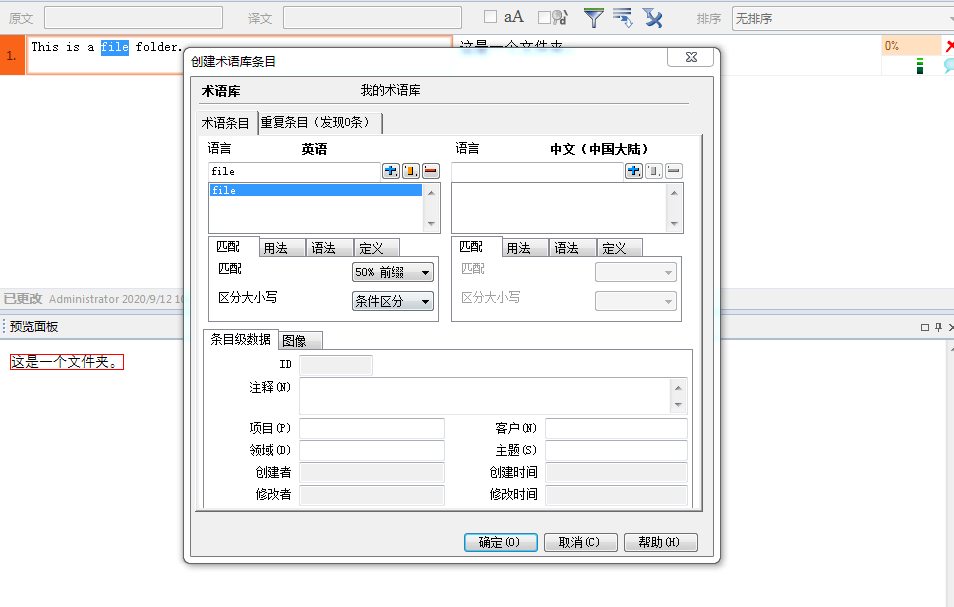 原文
译文
aA
排序
无排序
1.
This is a file folder.
这是一个文件夹
0%
创建术语库条目
术语库
我的术语库
术语条目
重复条目（发现0条）
语言
英语
语言
中文（中国大陆）
file
file
匹配
用法
语法
定义
匹配
用法
语法
定义
匹配
50% 前缀
匹配
区分大小写
条件区分
区分大小写
条目级数据
图像
ID
注释(N)
项目(P)
客户(N)
领域(D)
主题(S)
创建者
创建时间
修改者
修改时间
确定(O)
取消(C)
帮助(H)
已更改
Administrator 2020/9/12
预览面板
这是一个文件夹。